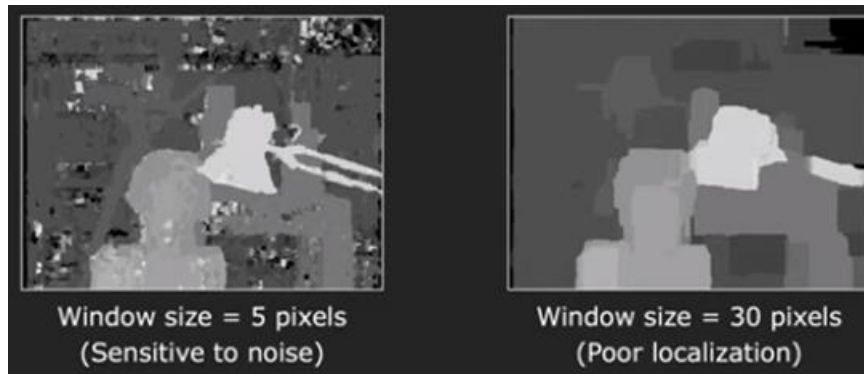 Window size = 5 pixels
(Sensitive to noise)
Window size = 30 pixels
(Poor localization)